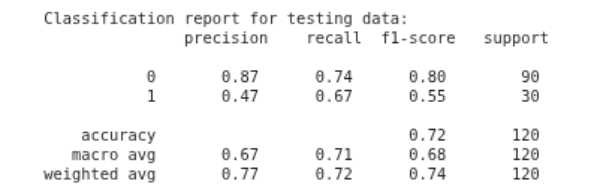 Classification report for testing data:
precision recall f1-score support
0 0.87 0.74 0.80 90
1 0.47 0.67 0.55 30
accuracy 0.72 120
macro avg 0.67 0.71 0.68 120
weighted avg 0.77 0.72 0.74 120